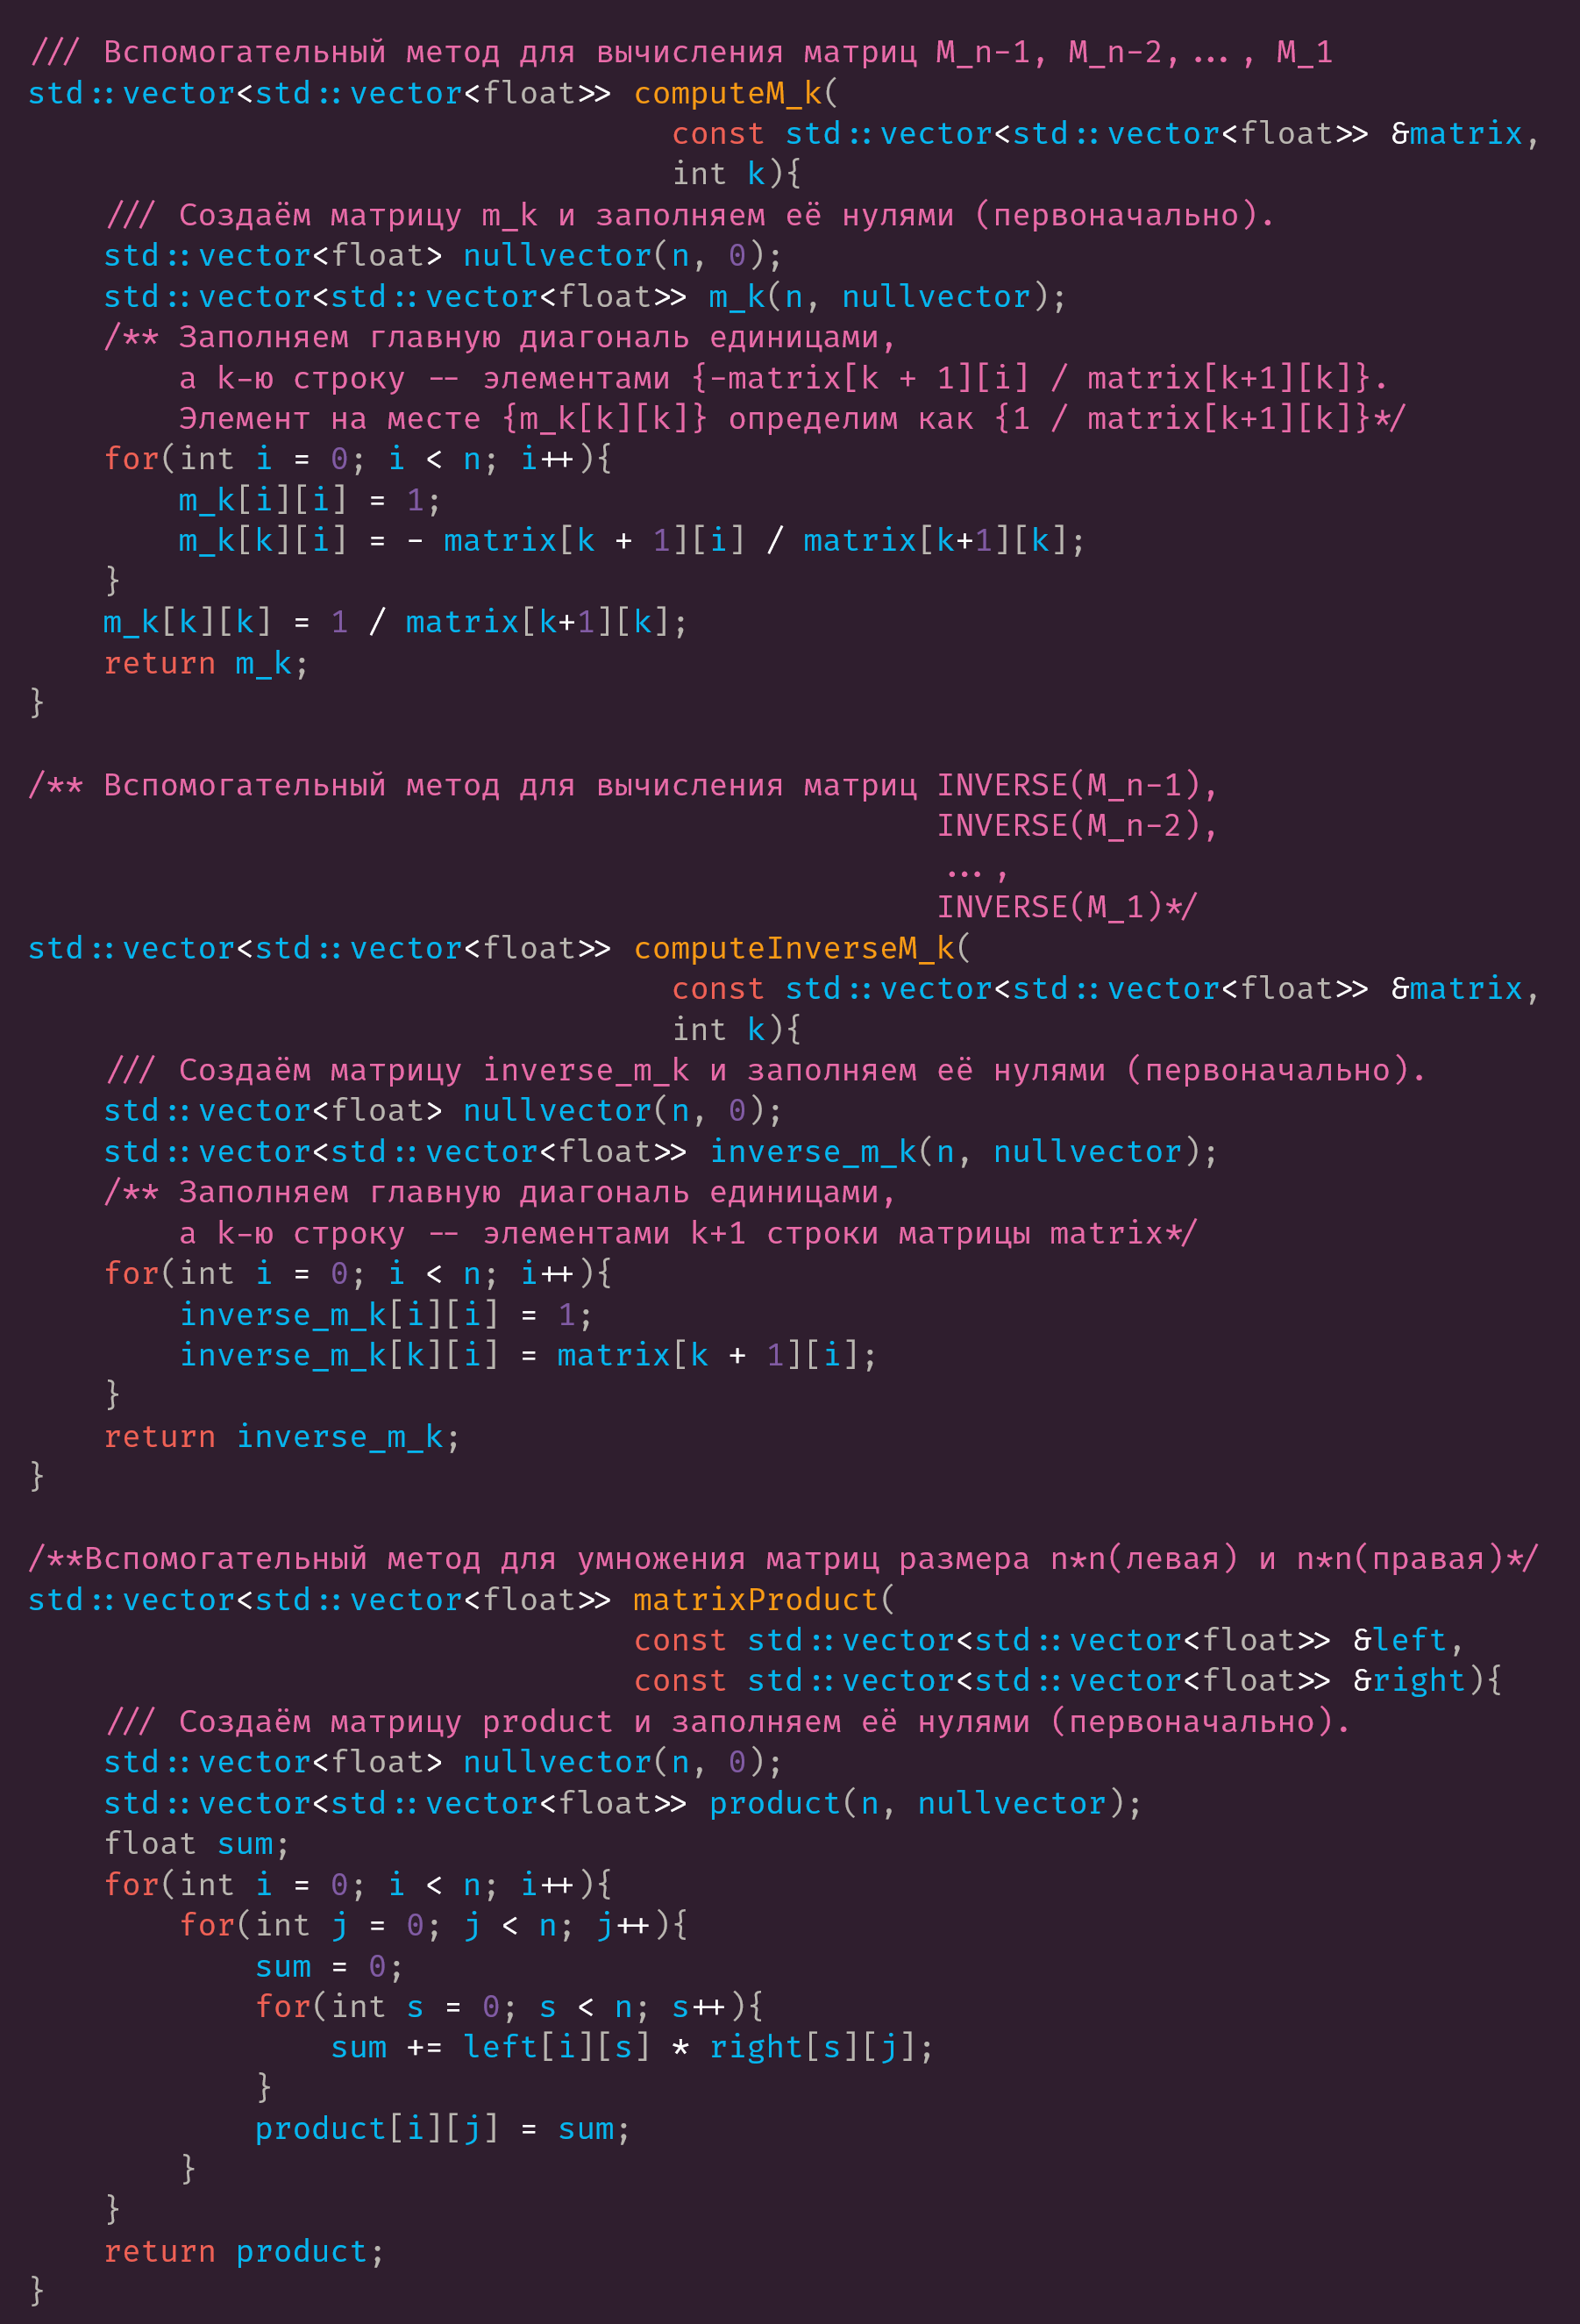 /// Вспомогательный метод для вычисления матриц M_n-1, M_n-2,..., M_1
std::vector<std::vector<float>> computeM_k(
                                  const std::vector<std::vector<float>> &matrix,
                                  int k){
    /// Создаём матрицу m_k и заполняем её нулями (первоначально).
    std::vector<float> nullvector(n, 0);
    std::vector<std::vector<float>> m_k(n, nullvector);
    /** Заполняем главную диагональ единицами,
        а k-ю строку -- элементами {-matrix[k + 1][i] / matrix[k+1][k]}.
        Элемент на месте {m_k[k][k]} определим как {1 / matrix[k+1][k]}*/
    for(int i = 0; i < n; i++){
        m_k[i][i] = 1;
        m_k[k][i] = - matrix[k + 1][i] / matrix[k+1][k];
    }
    m_k[k][k] = 1 / matrix[k+1][k];
    return m_k;
}

/** Вспомогательный метод для вычисления матриц INVERSE(M_n-1),
                                                INVERSE(M_n-2),
                                                ...,
                                                INVERSE(M_1)*/
std::vector<std::vector<float>> computeInverseM_k(
                                  const std::vector<std::vector<float>> &matrix,
                                  int k){
    /// Создаём матрицу inverse_m_k и заполняем её нулями (первоначально).
    std::vector<float> nullvector(n, 0);
    std::vector<std::vector<float>> inverse_m_k(n, nullvector);
    /** Заполняем главную диагональ единицами,
        а k-ю строку -- элементами k+1 строки матрицы matrix*/
    for(int i = 0; i < n; i++){
        inverse_m_k[i][i] = 1;
        inverse_m_k[k][i] = matrix[k + 1][i];
    }
    return inverse_m_k;
}

/**Вспомогательный метод для умножения матриц размера n*n(левая) и n*n(правая)*/
std::vector<std::vector<float>> matrixProduct(
                                const std::vector<std::vector<float>> &left,
                                const std::vector<std::vector<float>> &right){
    /// Создаём матрицу product и заполняем её нулями (первоначально).
    std::vector<float> nullvector(n, 0);
    std::vector<std::vector<float>> product(n, nullvector);
    float sum;
    for(int i = 0; i < n; i++){
        for(int j = 0; j < n; j++){
            sum = 0;
            for(int s = 0; s < n; s++){
                sum += left[i][s] * right[s][j];
            }
            product[i][j] = sum;
        }
    }
    return product;
}